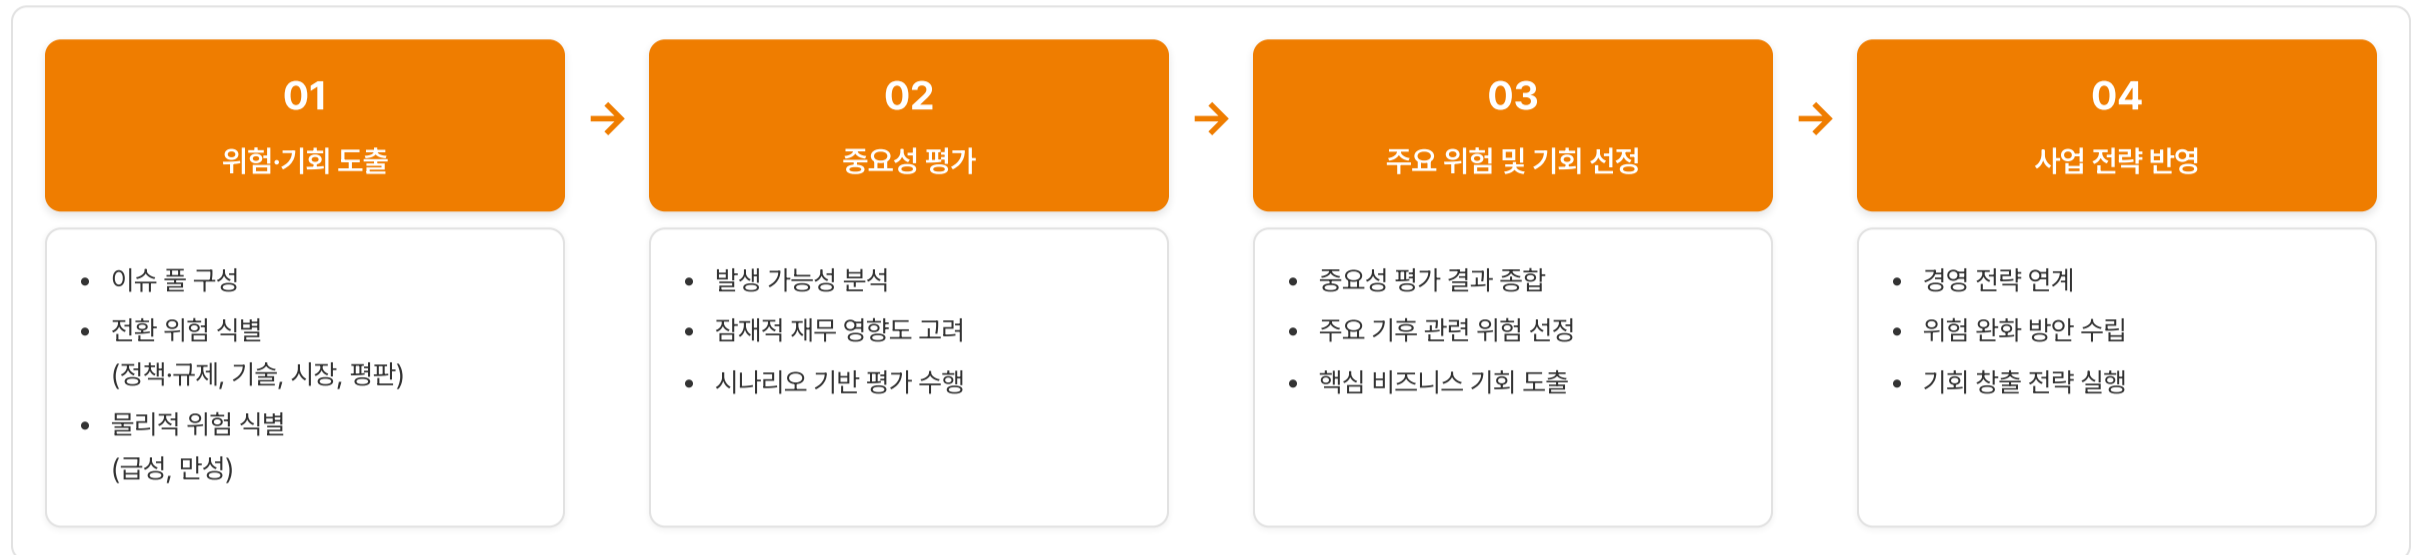 01
위험·기회 도출
• 이슈 풀 구성
• 전환 위험 식별
(정책·규제, 기술, 시장, 평판)
• 물리적 위험 식별
(급성, 만성)
→
02
중요성 평가
• 발생 가능성 분석
• 잠재적 재무 영향도 고려
• 시나리오 기반 평가 수행
→
03
주요 위험 및 기회 선정
• 중요성 평가 결과 종합
• 주요 기후 관련 위험 선정
• 핵심 비즈니스 기회 도출
→
04
사업 전략 반영
• 경영 전략 연계
• 위험 완화 방안 수립
• 기회 창출 전략 실행